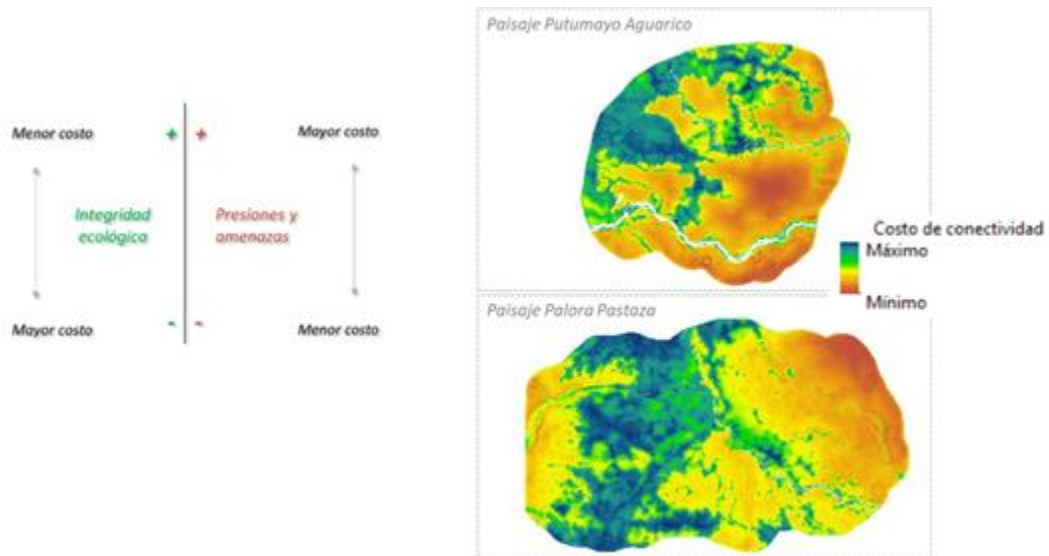 Menor costo
+
+
Mayor costo
Integridad
ecológica
Presiones y
amenazas
Mayor costo
-
-
Menor costo
Paisaje Putumayo Aguarico
Costo de conectividad
Máximo
Mínimo
Paisaje Palora Pastaza